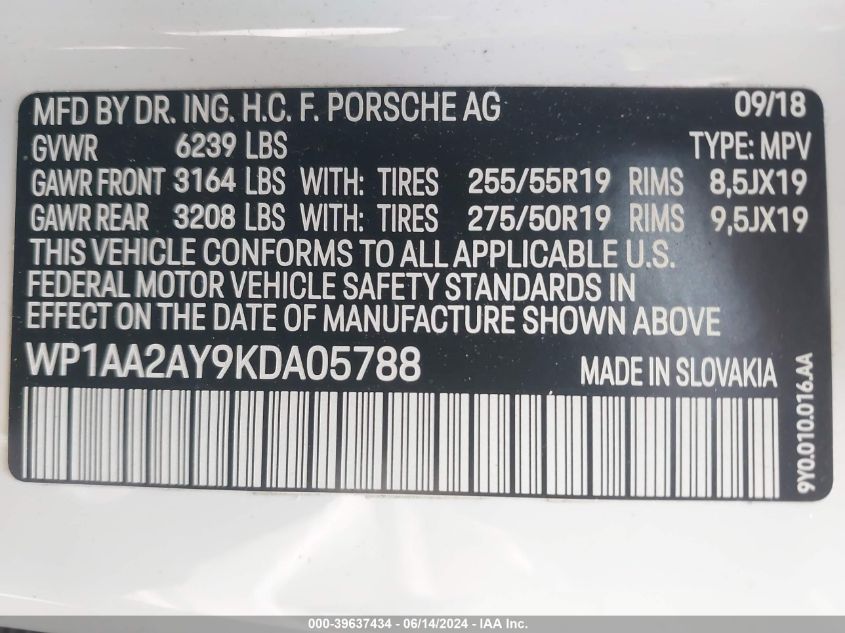 MFD BY DR. ING. H.C. F. PORSCHE AG 09/18
GVWR 6239 LBS TYPE: MPV
GAWR FRONT 3164 LBS WITH: TIRES 255/55R19 RIMS 8,5JX19
GAWR REAR 3208 LBS WITH: TIRES 275/50R19 RIMS 9,5JX19
THIS VEHICLE CONFORMS TO ALL APPLICABLE U.S.
FEDERAL MOTOR VEHICLE SAFETY STANDARDS IN
EFFECT ON THE DATE OF MANUFACTURE SHOWN ABOVE
WP1AA2AY9KDA05788 MADE IN SLOVAKIA
9Y0.010.016.AA
000-39637434 - 06/14/2024 - IAA Inc.